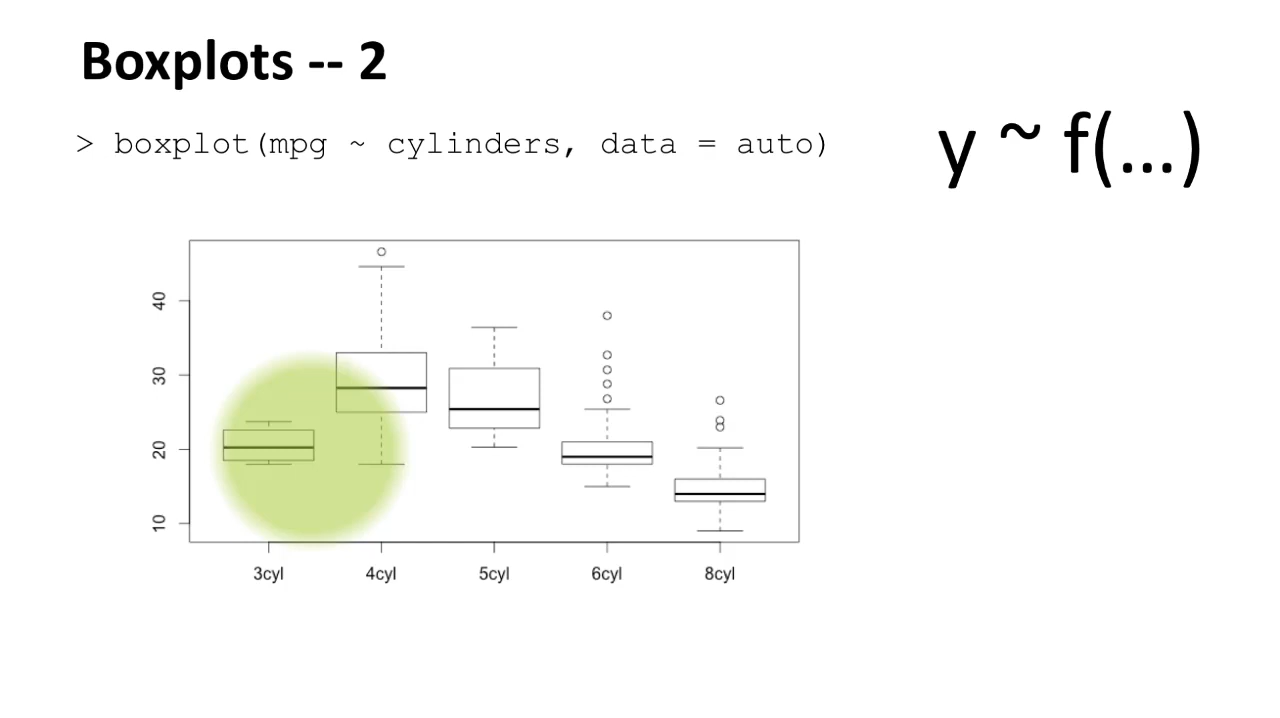 Boxplots -- 2
> boxplot(mpg ~ cylinders, data = auto)
y ~ f(...)
40
30
20
10
3cyl 4cyl 5cyl 6cyl 8cyl